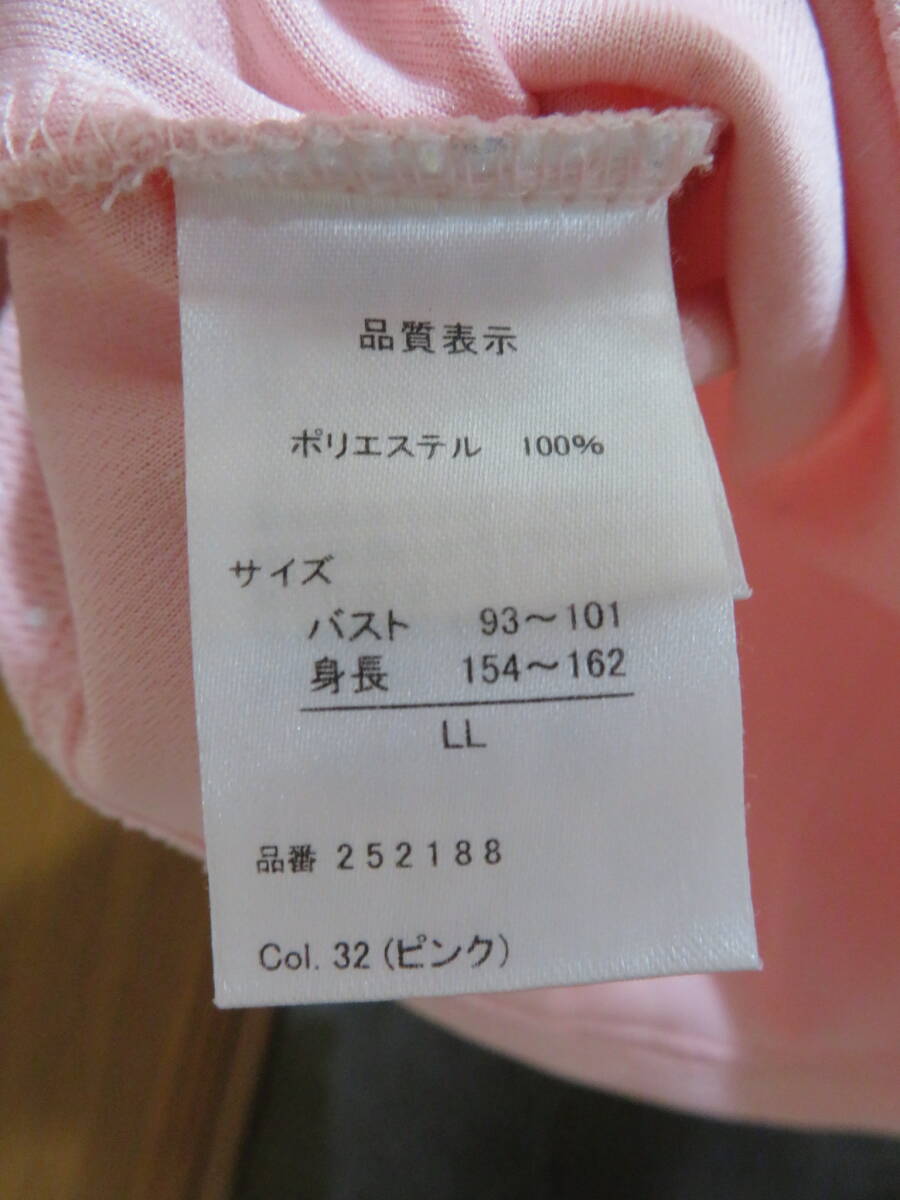 品質表示
ポリエステル 100%
サイズ
バスト 93〜101
身長 154〜162
LL
品番 252188
Col. 32 (ピンク)